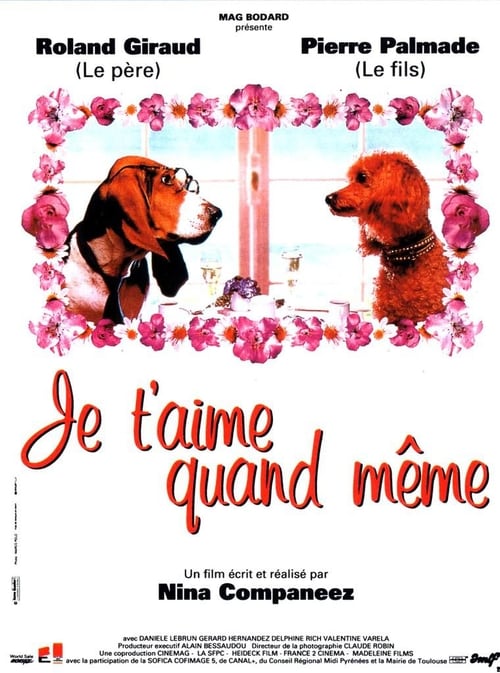 MAG BODARD
présente
Roland Giraud
Pierre Palmade
(Le père)
(Le fils)
Je t'aime
quand même
Un film écrit et réalisé par
Nina Companeez
avec DANIELE LEBRUN GERARD HERNANDEZ DELPHINE RICH VALENTINE VARELA
Producteur executif ALAIN BESSAUDOU Directeur de la photographie CLAUDE ROBIN
Une coproduction CINEMAG - LA SFPC - HEIDECK FILM - FRANCE 2 CINEMA - MADELEINE FILMS
avec la participation de la SOFICA COFIMAGE 5, de CANAL+, du Conseil Régional Midi Pyrénées et la Mairie de Toulouse
World Sale